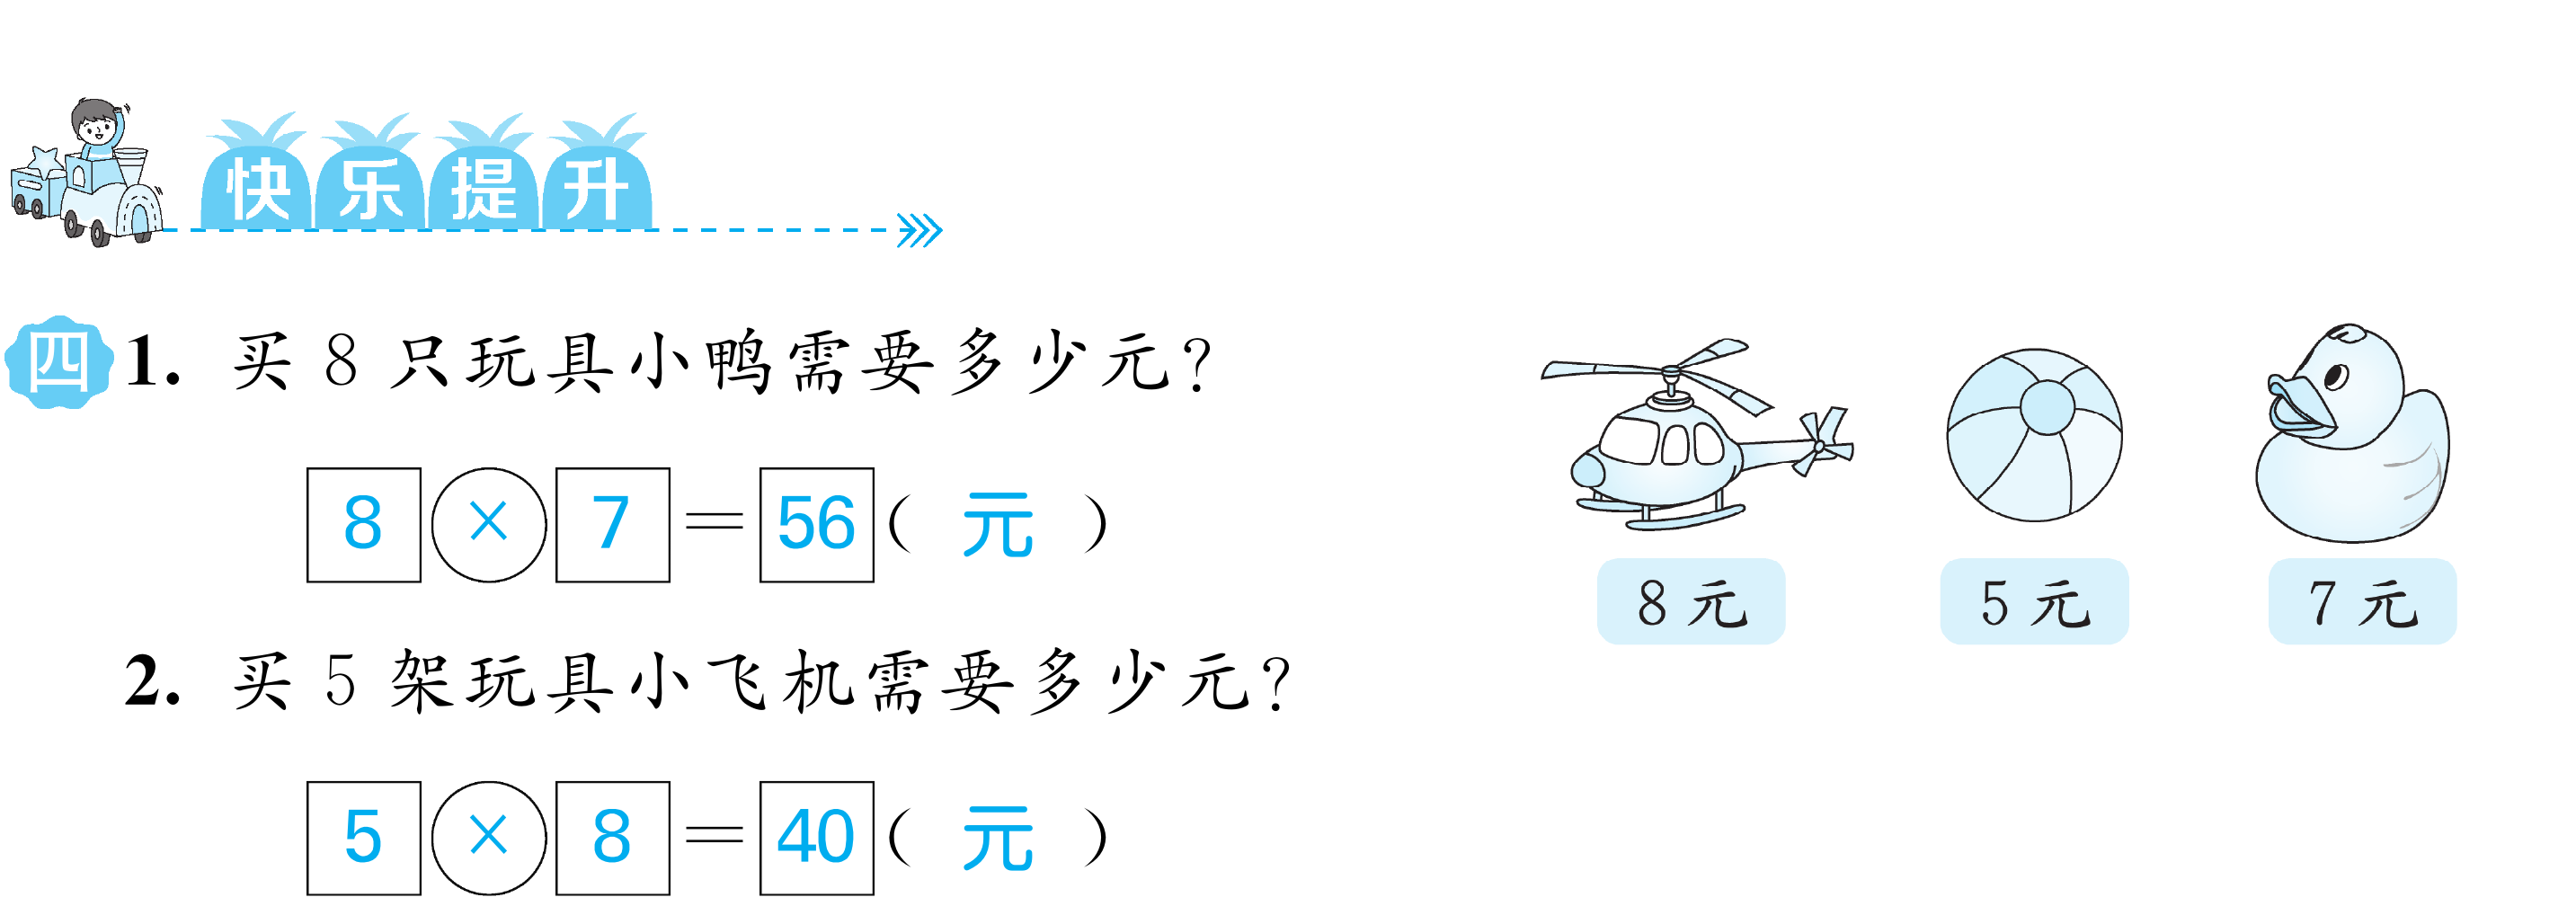 快乐提升
四 1. 买 8 只玩具小鸭需要多少元?
8 × 7 = 56 ( 元 )
8 元 5 元 7 元
2. 买 5 架玩具小飞机需要多少元?
5 × 8 = 40 ( 元 )